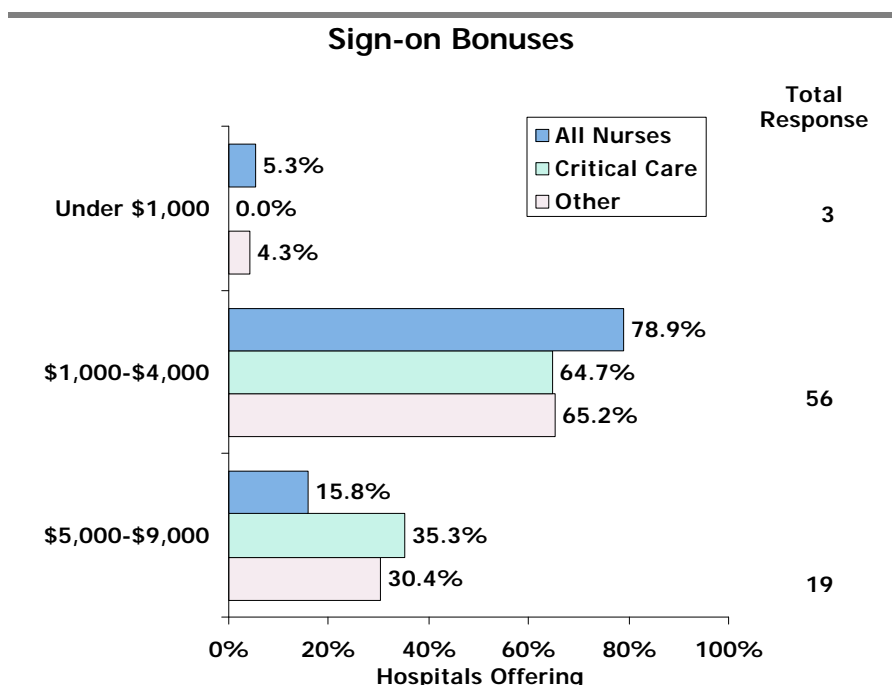 Sign-on Bonuses
Total
Response
All Nurses
Critical Care
Other
5.3%
Under $1,000
0.0%
3
4.3%
78.9%
$1,000-$4,000
64.7%
56
65.2%
15.8%
$5,000-$9,000
35.3%
30.4%
19
0% 20% 40% 60% 80% 100%
Hospitals Offering